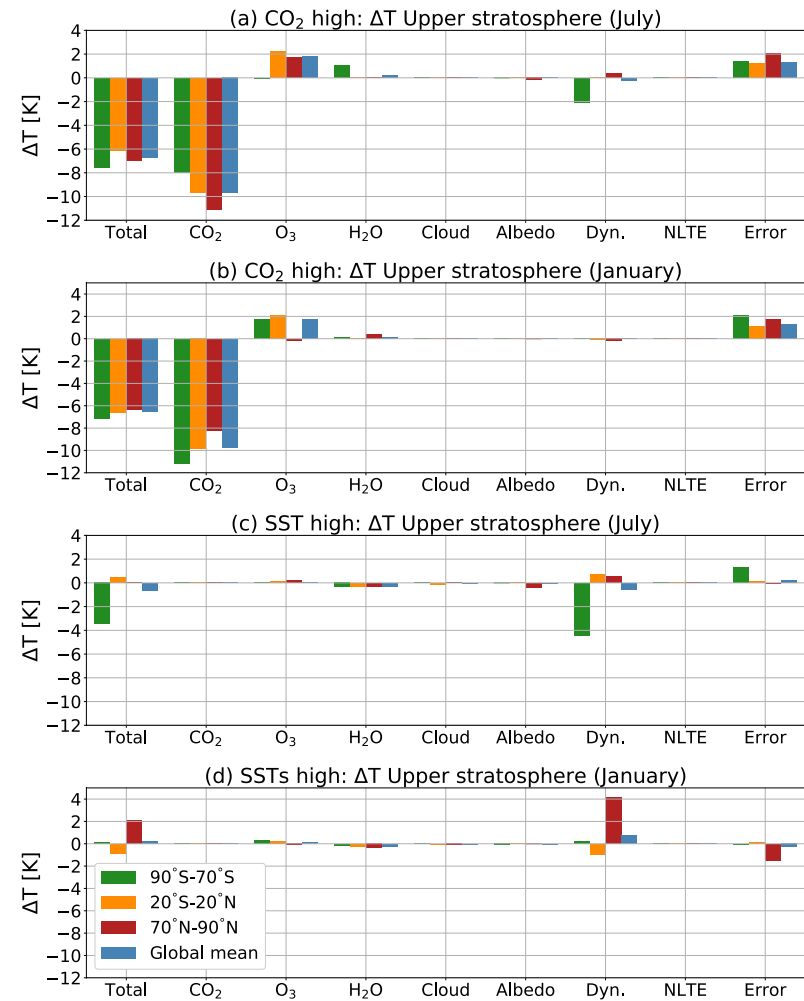 (a) CO₂ high: ΔT Upper stratosphere (July)
4
2
0
−2
−4
−6
−8
−10
−12
ΔT [K]
Total CO₂ O₃ H₂O Cloud Albedo Dyn. NLTE Error
(b) CO₂ high: ΔT Upper stratosphere (January)
4
2
0
−2
−4
−6
−8
−10
−12
ΔT [K]
Total CO₂ O₃ H₂O Cloud Albedo Dyn. NLTE Error
(c) SST high: ΔT Upper stratosphere (July)
4
2
0
−2
−4
−6
−8
−10
−12
ΔT [K]
Total CO₂ O₃ H₂O Cloud Albedo Dyn. NLTE Error
(d) SSTs high: ΔT Upper stratosphere (January)
4
2
0
−2
−4
−6
−8
−10
−12
ΔT [K]
90°S-70°S
20°S-20°N
70°N-90°N
Global mean
Total CO₂ O₃ H₂O Cloud Albedo Dyn. NLTE Error